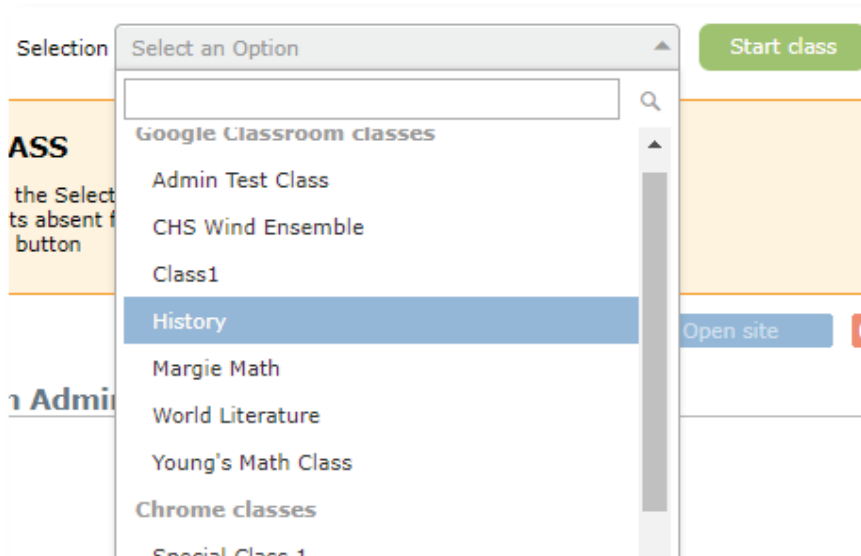 Selection Select an Option Start class
Google Classroom classes
ASS
Admin Test Class
the Select
ts absent f
CHS Wind Ensemble
button
Class1
History
Open site
Margie Math
n Admi
World Literature
Young's Math Class
Chrome classes
Special Class 1